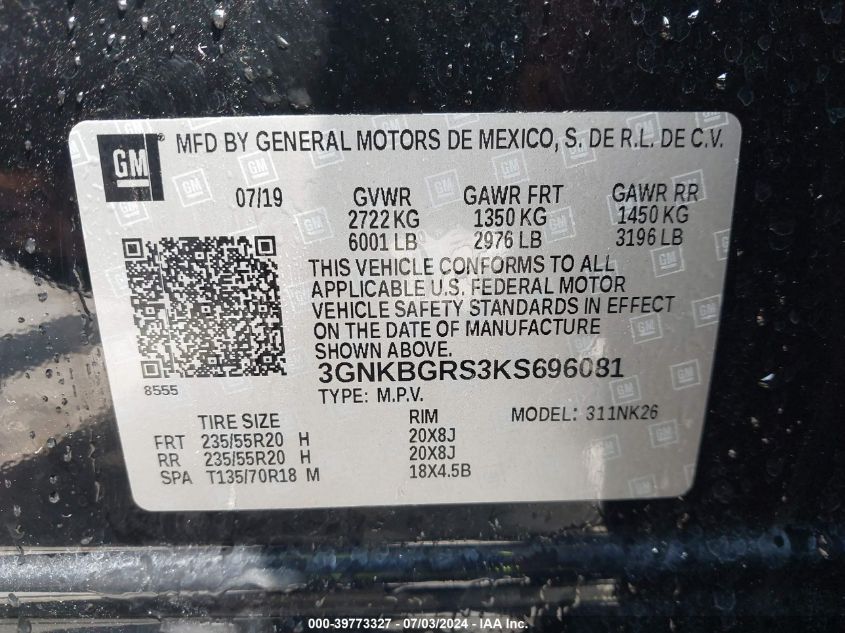 GM ® MFD BY GENERAL MOTORS DE MEXICO, S. DE R.L. DE C.V.
07/19 GVWR GAWR FRT GAWR RR
2722 KG 1350 KG 1450 KG
6001 LB 2976 LB 3196 LB
THIS VEHICLE CONFORMS TO ALL
APPLICABLE U.S. FEDERAL MOTOR
VEHICLE SAFETY STANDARDS IN EFFECT
ON THE DATE OF MANUFACTURE
SHOWN ABOVE.
3GNKBGRS3KS696081
8555 TYPE: M.P.V.
TIRE SIZE RIM MODEL: 311NK26
FRT 235/55R20 H 20X8J
RR 235/55R20 H 20X8J
SPA T135/70R18 M 18X4.5B
000-39773327 - 07/03/2024 - IAA Inc.